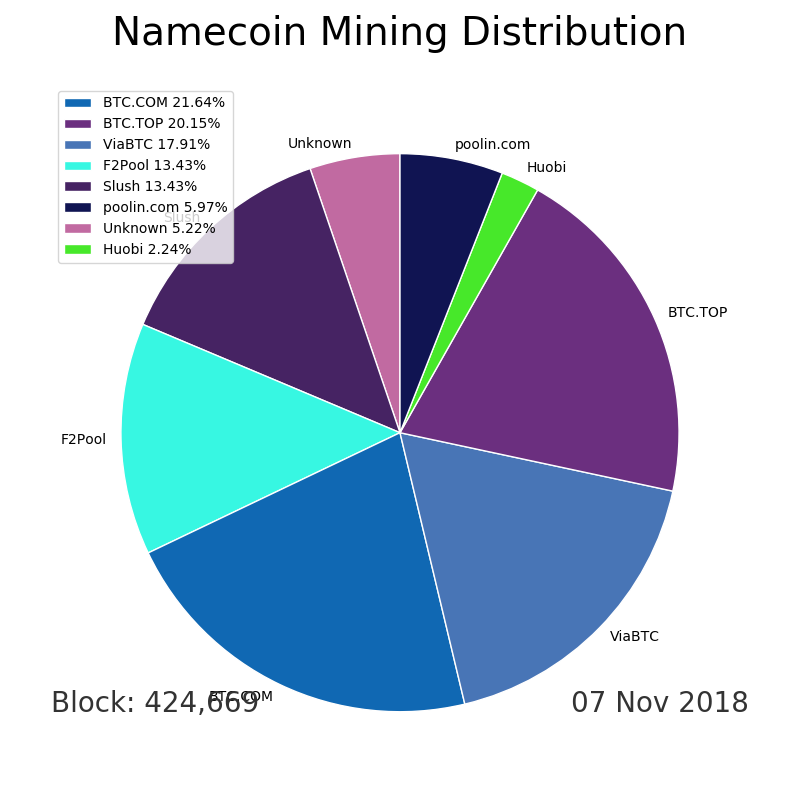 Namecoin Mining Distribution
BTC.COM 21.64%
BTC.TOP 20.15%
ViaBTC 17.91%
F2Pool 13.43%
Slush 13.43%
poolin.com 5.97%
Unknown 5.22%
Huobi 2.24%
Unknown
poolin.com
Huobi
Slush
BTC.TOP
F2Pool
ViaBTC
BTC.COM
Block: 424,669
07 Nov 2018